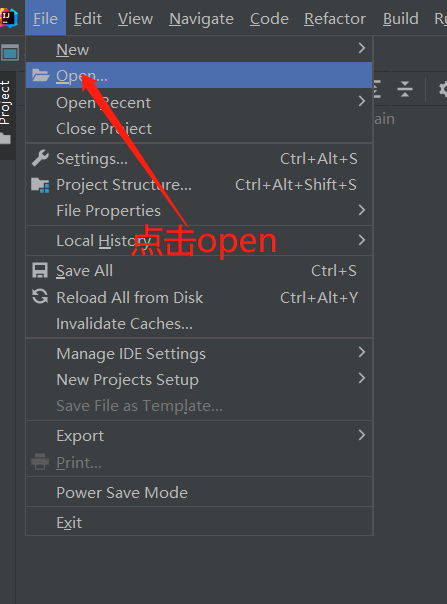 File Edit View Navigate Code Refactor Build
New
Open...
Open Recent
Close Project
Settings... Ctrl+Alt+S
Project Structure... Ctrl+Alt+Shift+S
File Properties
Local History
点击open
Save All Ctrl+S
Reload All from Disk Ctrl+Alt+Y
Invalidate Caches...
Manage IDE Settings
New Projects Setup
Save File as Template...
Export
Print...
Power Save Mode
Exit
Project